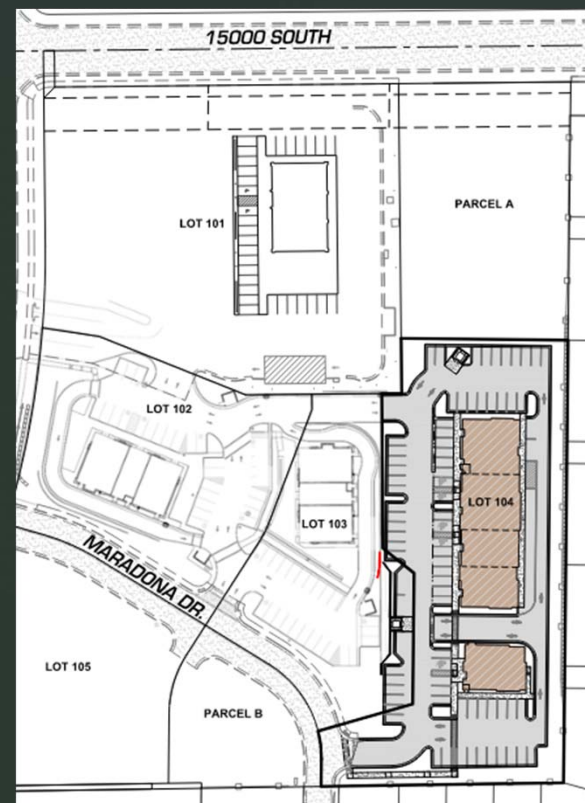 15000 SOUTH
PARCEL A
LOT 101
LOT 102
LOT 104
LOT 103
MARADONA DR.
LOT 105
PARCEL B